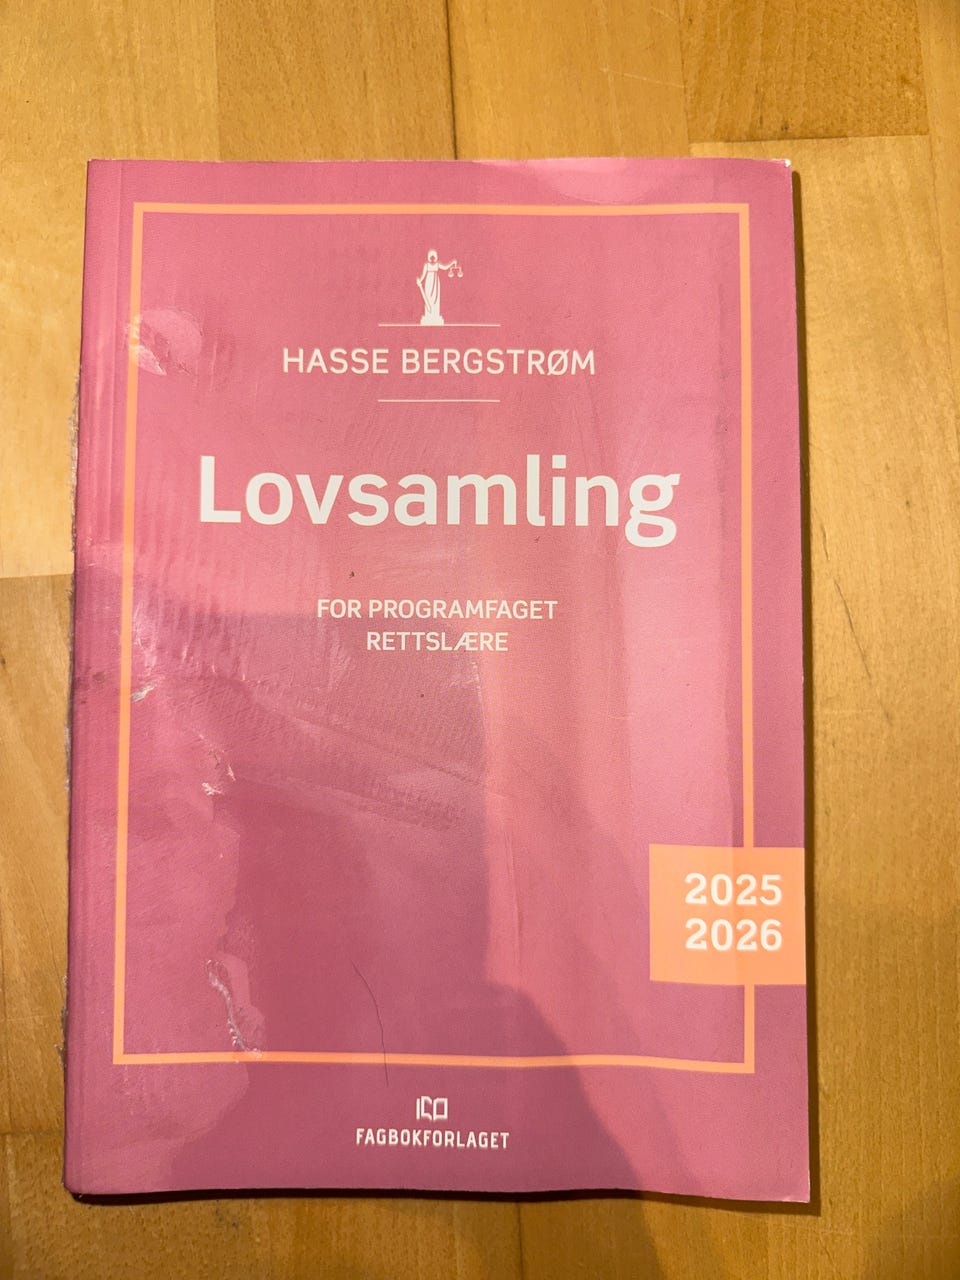 HASSE BERGSTRØM
Lovsamling
FOR PROGRAMFAGET
RETTSLÆRE
2025
2026
FAGBOKFORLAGET